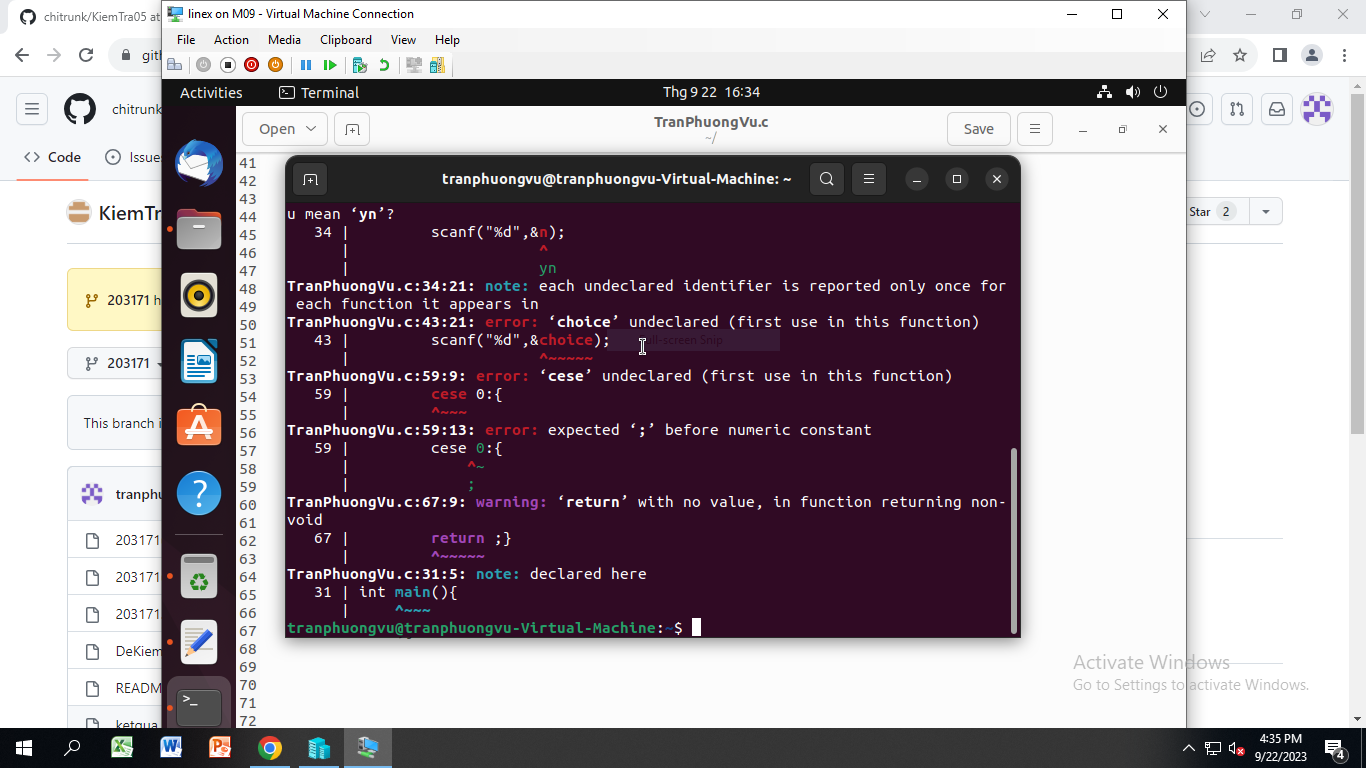 chitrunk/KiemTra05 at
linex on M09 - Virtual Machine Connection
File Action Media Clipboard View Help
Activities Terminal Thg 9 22 16:34
Open TranPhuongVu.c Save
~/
chitrunk
Code Issue
KiemTr
Star 2
203171 h
203171
This branch i
tranphu
203171
203171
203171
DeKiem
READM
ketqua
41
42
43
44
45
46
47
48
49
50
51
52
53
54
55
56
57
58
59
60
61
62
63
64
65
66
67
68
69
70
71
72
tranphuongvu@tranphuongvu-Virtual-Machine: ~
u mean ‘yn’?
34 | scanf("%d",&n);
| ^
| yn
TranPhuongVu.c:34:21: note: each undeclared identifier is reported only once for
each function it appears in
TranPhuongVu.c:43:21: error: ‘choice’ undeclared (first use in this function)
43 | scanf("%d",&choice);
| ^~~~~~
Full-screen Snip
TranPhuongVu.c:59:9: error: ‘cese’ undeclared (first use in this function)
59 | cese 0:{
| ^~~~
TranPhuongVu.c:59:13: error: expected ‘;’ before numeric constant
59 | cese 0:{
| ^~
| ;
TranPhuongVu.c:67:9: warning: ‘return’ with no value, in function returning non-
void
67 | return ;}
| ^~~~~~
TranPhuongVu.c:31:5: note: declared here
31 | int main(){
| ^~~~
tranphuongvu@tranphuongvu-Virtual-Machine:~$
Activate Windows
Go to Settings to activate Windows.
4:35 PM
9/22/2023
4